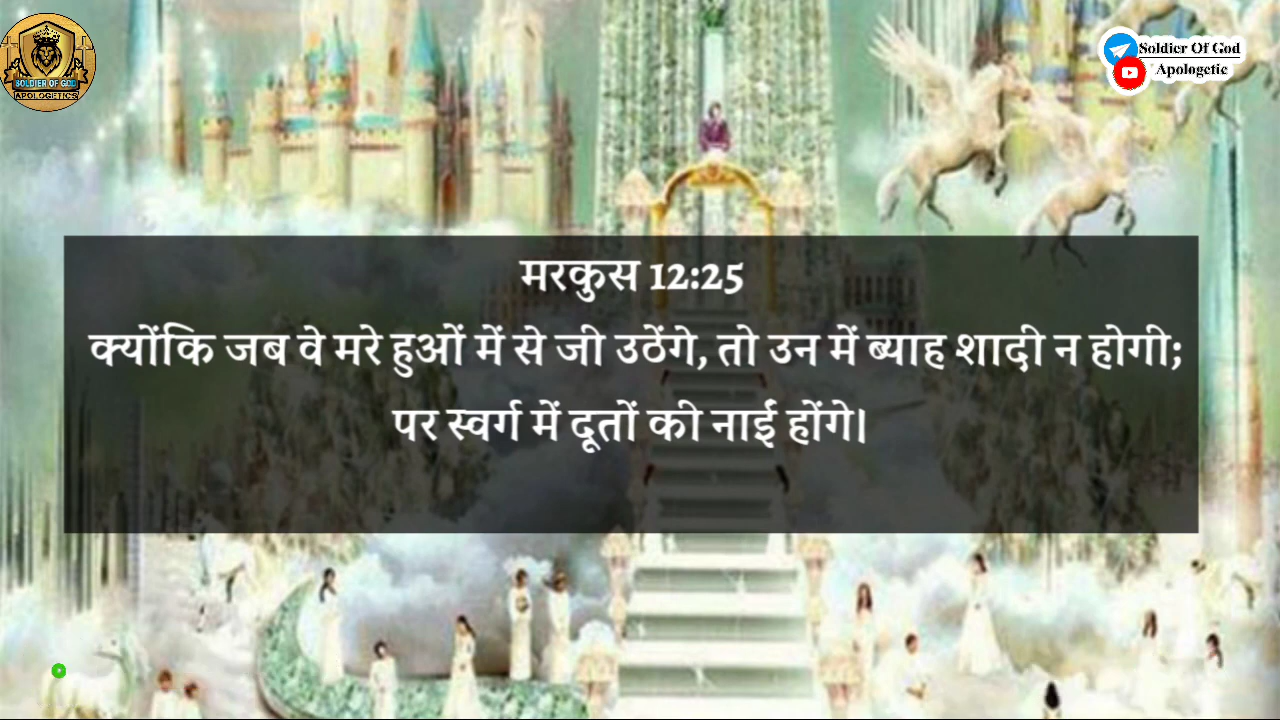 SOLDIER OF GOD
APOLOGETICS
Soldier Of God
Apologetic
मरकुस 12:25
क्योंकि जब वे मरे हुओं में से जी उठेंगे, तो उन में ब्याह शादी न होगी;
पर स्वर्ग में दूतों की नाईं होंगे।